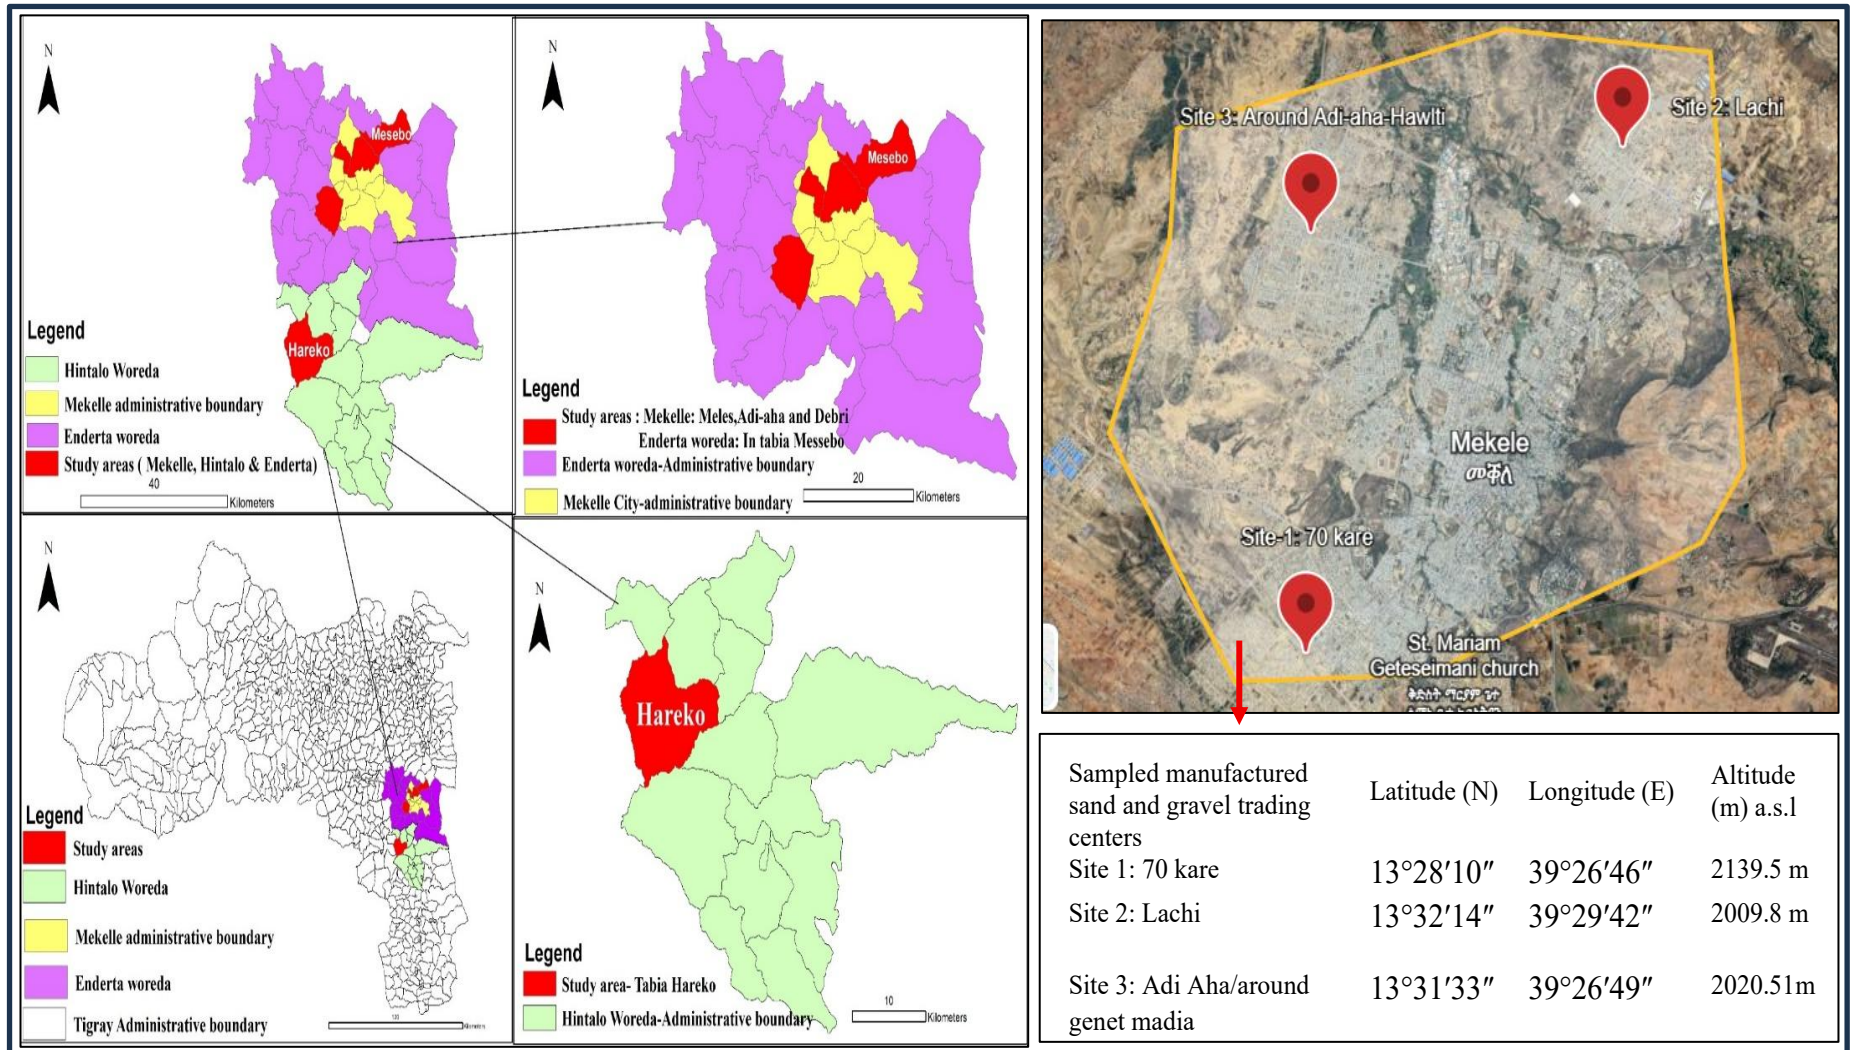 N
Mesebo
Hareko
Legend
Hintalo Woreda
Mekelle administrative boundary
Enderta woreda
Study areas ( Mekelle, Hintalo & Enderta)
40
Kilometers
N
Mesebo
Legend
Study areas : Mekelle: Meles,Adi-aha and Debri
Enderta woreda: In tabia Messebo
Enderta woreda-Administrative boundary
Mekelle City-administrative boundary
20
Kilometers
N
Legend
Study areas
Hintalo Woreda
Mekelle administrative boundary
Enderta woreda
Tigray Administrative boundary
Kilometers
N
Hareko
Legend
Study area- Tabia Hareko
Hintalo Woreda-Administrative boundary
10
Kilometers
Site 3: Around Adi-aha-Hawlti
Site 2: Lachi
Mekele
መቐለ
Site-1: 70 kare
St. Mariam
Geteseimani church
ቅድስት ማርያም ጌተ
Sampled manufactured
sand and gravel trading
centers
Latitude (N)
Longitude (E)
Altitude
(m) a.s.l
Site 1: 70 kare 13°28′10″ 39°26′46″ 2139.5 m
Site 2: Lachi 13°32′14″ 39°29′42″ 2009.8 m
Site 3: Adi Aha/around 13°31′33″ 39°26′49″ 2020.51m
genet madia